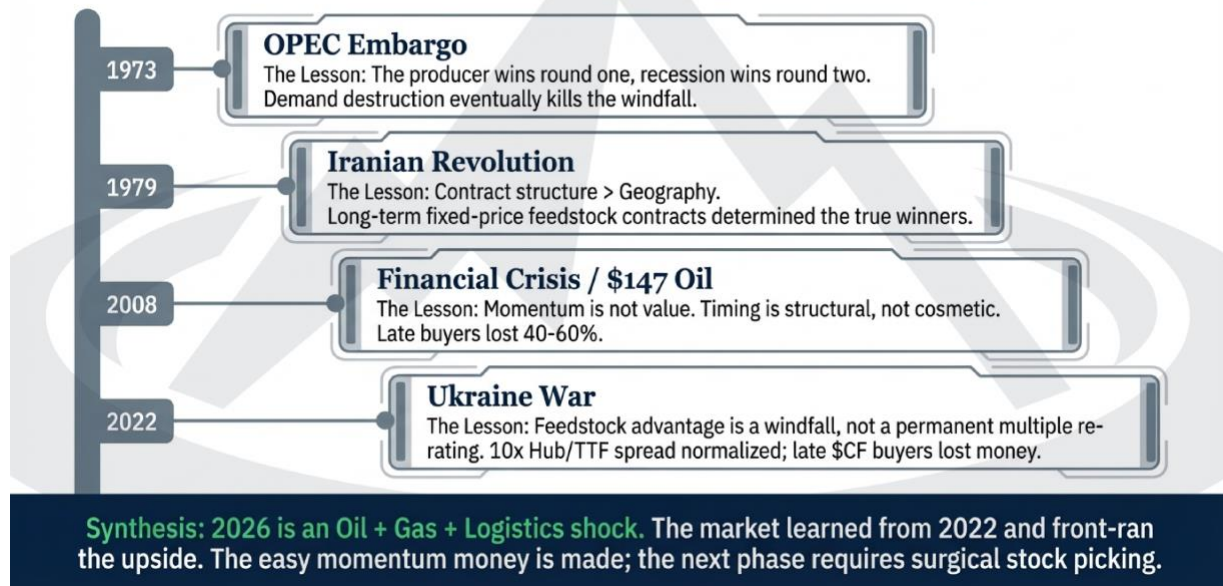 1973
OPEC Embargo
The Lesson: The producer wins round one, recession wins round two.
Demand destruction eventually kills the windfall.
1979
Iranian Revolution
The Lesson: Contract structure > Geography.
Long-term fixed-price feedstock contracts determined the true winners.
2008
Financial Crisis / $147 Oil
The Lesson: Momentum is not value. Timing is structural, not cosmetic.
Late buyers lost 40-60%.
2022
Ukraine War
The Lesson: Feedstock advantage is a windfall, not a permanent multiple re-
rating. 10x Hub/TTF spread normalized; late $CF buyers lost money.
Synthesis: 2026 is an Oil + Gas + Logistics shock. The market learned from 2022 and front-ran
the upside. The easy momentum money is made; the next phase requires surgical stock picking.